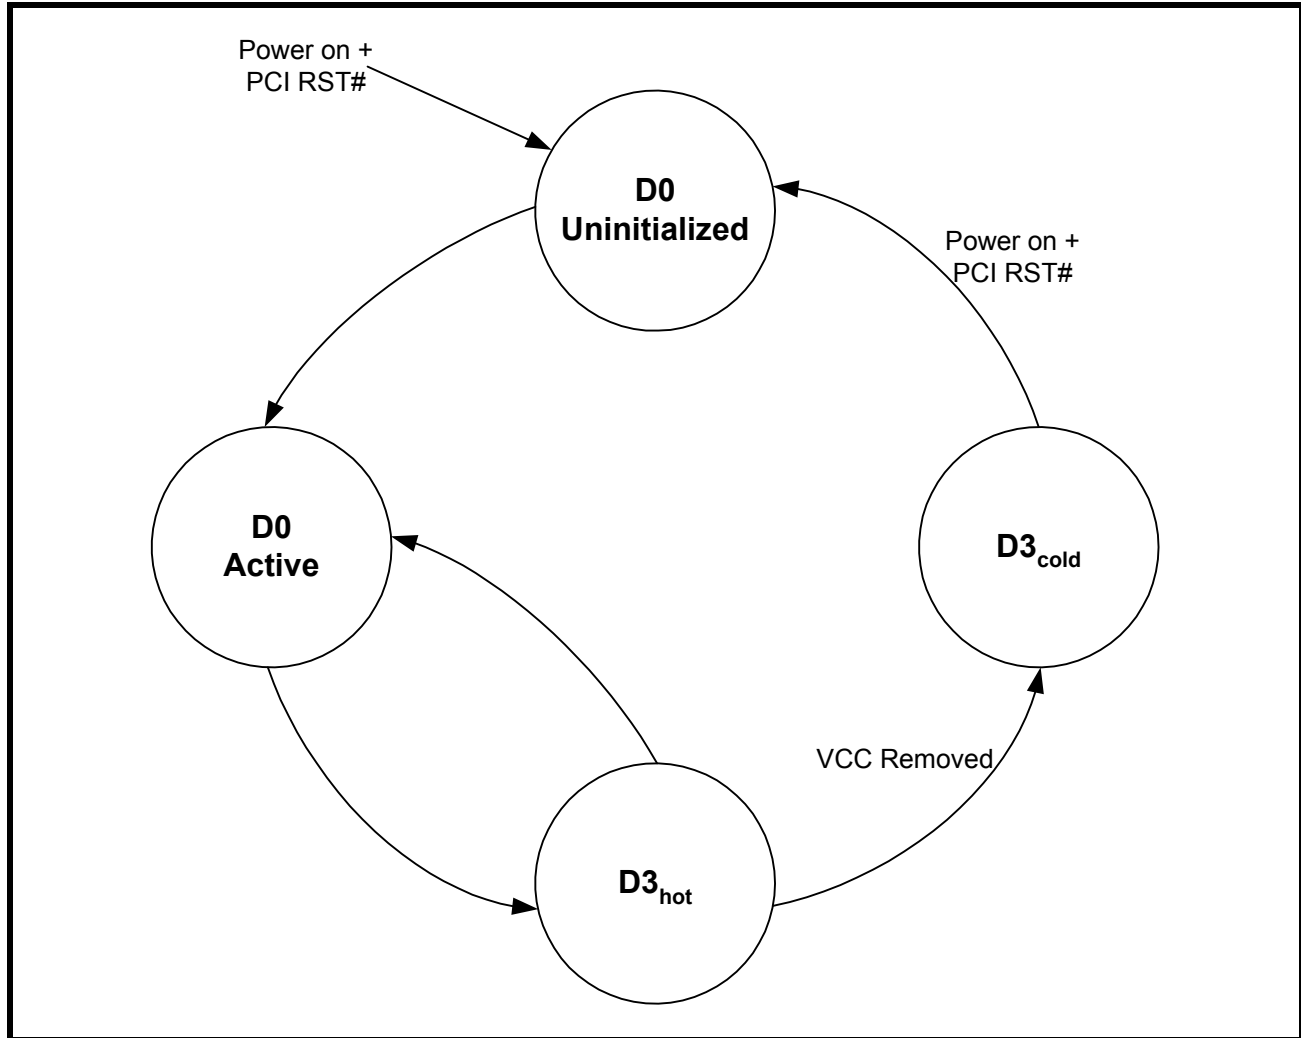 Power on +
PCI RST#
D0
Uninitialized
Power on +
PCI RST#
D0
Active
D3cold
VCC Removed
D3hot